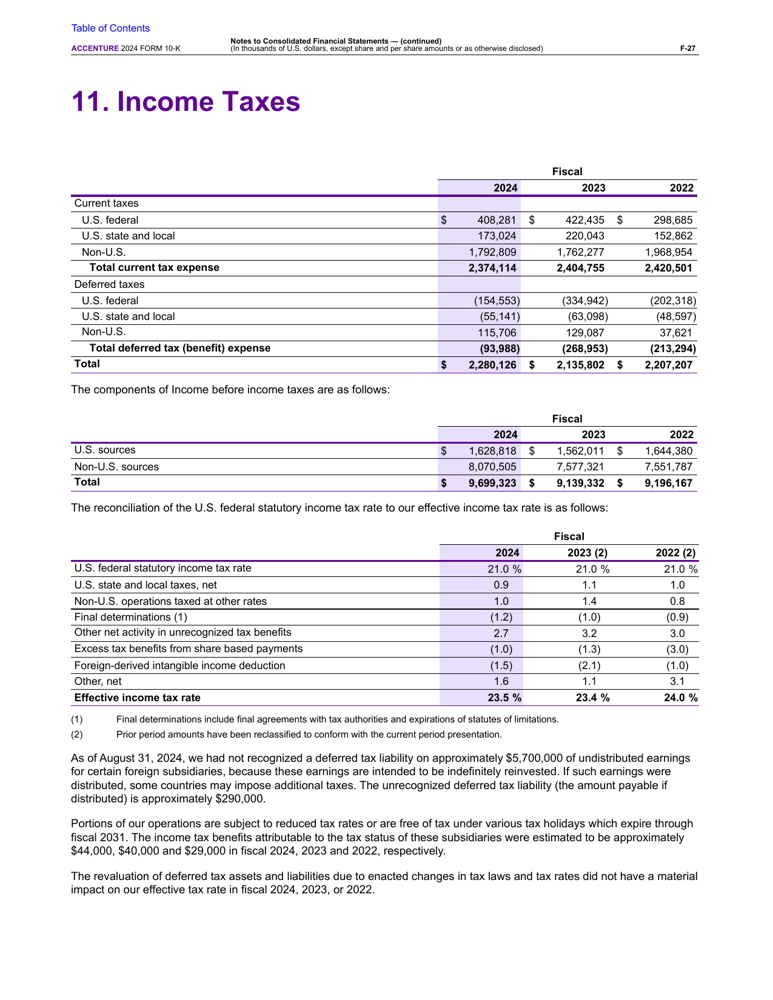 Table of Contents
Notes to Consolidated Financial Statements — (continued)
ACCENTURE 2024 FORM 10-K (In thousands of U.S. dollars, except share and per share amounts or as otherwise disclosed) F-27
11. Income Taxes
Fiscal
2024 2023 2022
Current taxes
U.S. federal $ 408,281 $ 422,435 $ 298,685
U.S. state and local 173,024 220,043 152,862
Non-U.S. 1,792,809 1,762,277 1,968,954
Total current tax expense 2,374,114 2,404,755 2,420,501
Deferred taxes
U.S. federal (154,553) (334,942) (202,318)
U.S. state and local (55,141) (63,098) (48,597)
Non-U.S. 115,706 129,087 37,621
Total deferred tax (benefit) expense (93,988) (268,953) (213,294)
Total $ 2,280,126 $ 2,135,802 $ 2,207,207
The components of Income before income taxes are as follows:
Fiscal
2024 2023 2022
U.S. sources $ 1,628,818 $ 1,562,011 $ 1,644,380
Non-U.S. sources 8,070,505 7,577,321 7,551,787
Total $ 9,699,323 $ 9,139,332 $ 9,196,167
The reconciliation of the U.S. federal statutory income tax rate to our effective income tax rate is as follows:
Fiscal
2024 2023 (2) 2022 (2)
U.S. federal statutory income tax rate 21.0 % 21.0 % 21.0 %
U.S. state and local taxes, net 0.9 1.1 1.0
Non-U.S. operations taxed at other rates 1.0 1.4 0.8
Final determinations (1) (1.2) (1.0) (0.9)
Other net activity in unrecognized tax benefits 2.7 3.2 3.0
Excess tax benefits from share based payments (1.0) (1.3) (3.0)
Foreign-derived intangible income deduction (1.5) (2.1) (1.0)
Other, net 1.6 1.1 3.1
Effective income tax rate 23.5 % 23.4 % 24.0 %
(1) Final determinations include final agreements with tax authorities and expirations of statutes of limitations.
(2) Prior period amounts have been reclassified to conform with the current period presentation.
As of August 31, 2024, we had not recognized a deferred tax liability on approximately $5,700,000 of undistributed earnings
for certain foreign subsidiaries, because these earnings are intended to be indefinitely reinvested. If such earnings were
distributed, some countries may impose additional taxes. The unrecognized deferred tax liability (the amount payable if
distributed) is approximately $290,000.
Portions of our operations are subject to reduced tax rates or are free of tax under various tax holidays which expire through
fiscal 2031. The income tax benefits attributable to the tax status of these subsidiaries were estimated to be approximately
$44,000, $40,000 and $29,000 in fiscal 2024, 2023 and 2022, respectively.
The revaluation of deferred tax assets and liabilities due to enacted changes in tax laws and tax rates did not have a material
impact on our effective tax rate in fiscal 2024, 2023, or 2022.